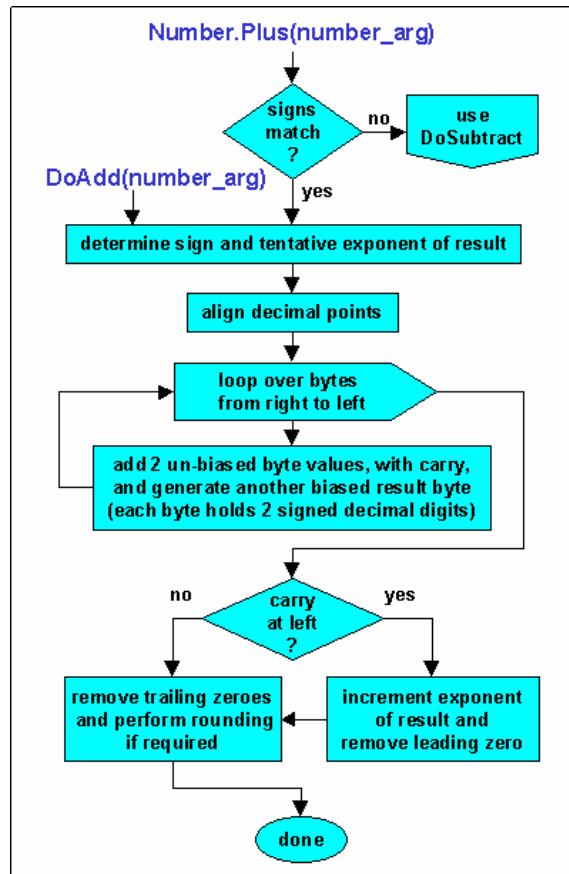 Number.Plus(number_arg)
signs
match
?
no
use
DoSubtract
DoAdd(number_arg)
yes
determine sign and tentative exponent of result
align decimal points
loop over bytes
from right to left
add 2 un-biased byte values, with carry,
and generate another biased result byte
(each byte holds 2 signed decimal digits)
no
carry
at left
?
yes
remove trailing zeroes
and perform rounding
if required
increment exponent
of result and
remove leading zero
done